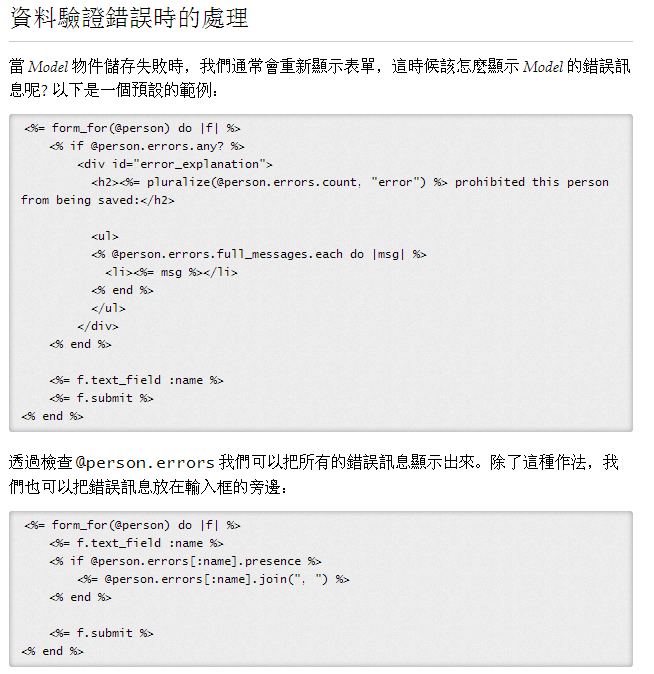 資料驗證錯誤時的處理
當 Model 物件儲存失敗時，我們通常會重新顯示表單，這時候該怎麼顯示 Model 的錯誤訊
息呢? 以下是一個預設的範例：
<%= form_for(@person) do |f| %>
    <% if @person.errors.any? %>
        <div id="error_explanation">
          <h2><%= pluralize(@person.errors.count, "error") %> prohibited this person
from being saved:</h2>
          <ul>
          <% @person.errors.full_messages.each do |msg| %>
            <li><%= msg %></li>
          <% end %>
          </ul>
        </div>
    <% end %>
    <%= f.text_field :name %>
    <%= f.submit %>
<% end %>
透過檢查 @person.errors 我們可以把所有的錯誤訊息顯示出來。除了這種作法，我
們也可以把錯誤訊息放在輸入框的旁邊：
<%= form_for(@person) do |f| %>
    <%= f.text_field :name %>
    <% if @person.errors[:name].presence %>
        <%= @person.errors[:name].join(", ") %>
    <% end %>
    <%= f.submit %>
<% end %>